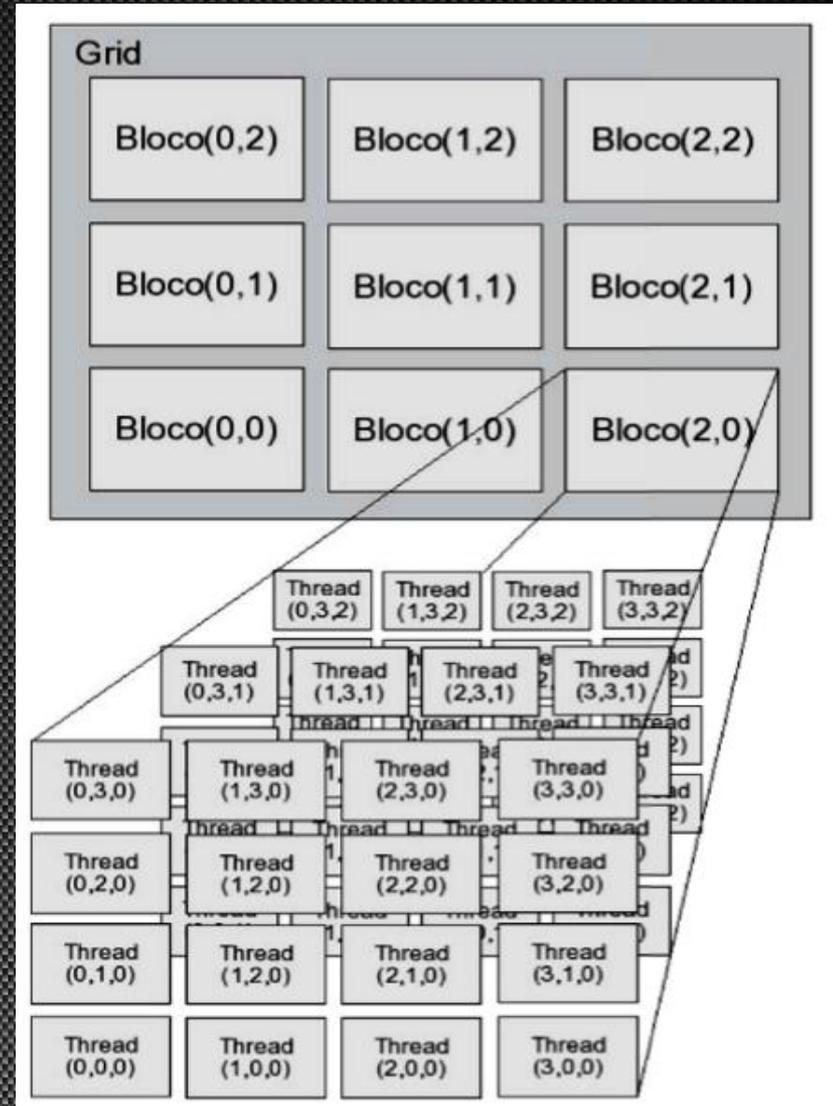 Grid
Bloco(0,2) Bloco(1,2) Bloco(2,2)
Bloco(0,1) Bloco(1,1) Bloco(2,1)
Bloco(0,0) Bloco(1,0) Bloco(2,0)
Thread Thread Thread Thread
(0,3,2) (1,3,2) (2,3,2) (3,3,2)
Thread Thread Thread Thread
(0,3,1) (1,3,1) (2,3,1) (3,3,1)
Thread Thread Thread Thread
(0,3,0) (1,3,0) (2,3,0) (3,3,0)
Thread Thread Thread Thread
(0,2,0) (1,2,0) (2,2,0) (3,2,0)
Thread Thread Thread Thread
(0,1,0) (1,2,0) (2,1,0) (3,1,0)
Thread Thread Thread Thread
(0,0,0) (1,0,0) (2,0,0) (3,0,0)